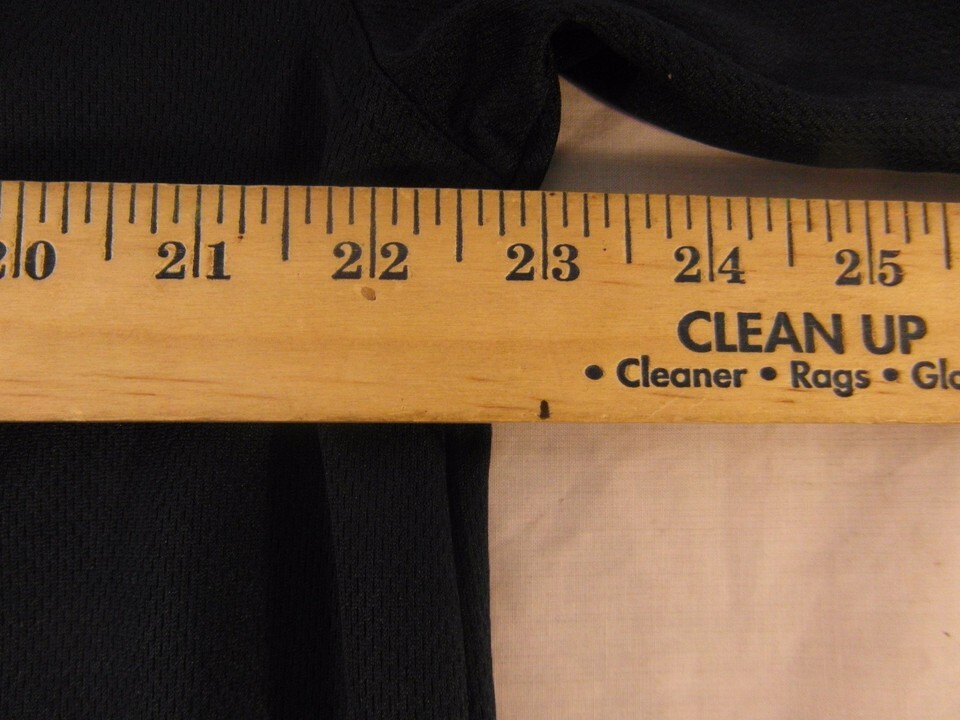 20 21 22 23 24 25
CLEAN UP
• Cleaner • Rags •